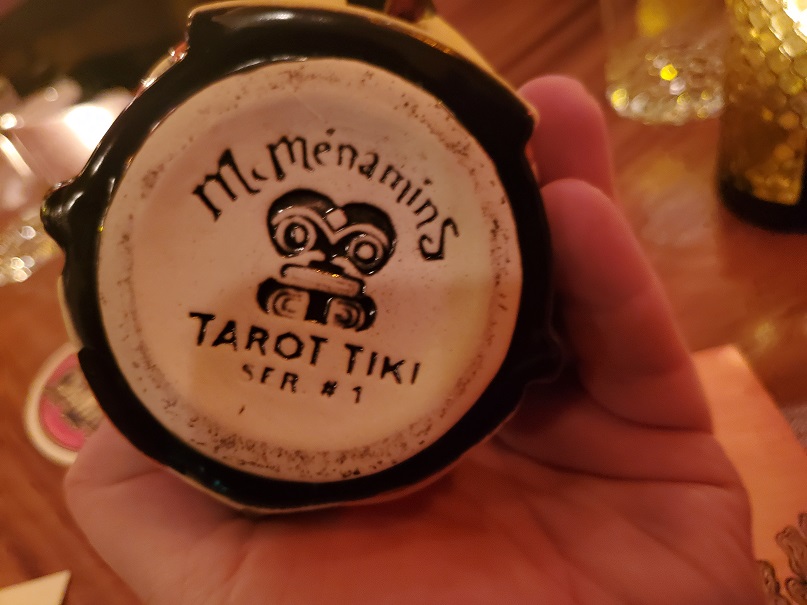 McMenamins
TAROT TIKI
SER. # 1